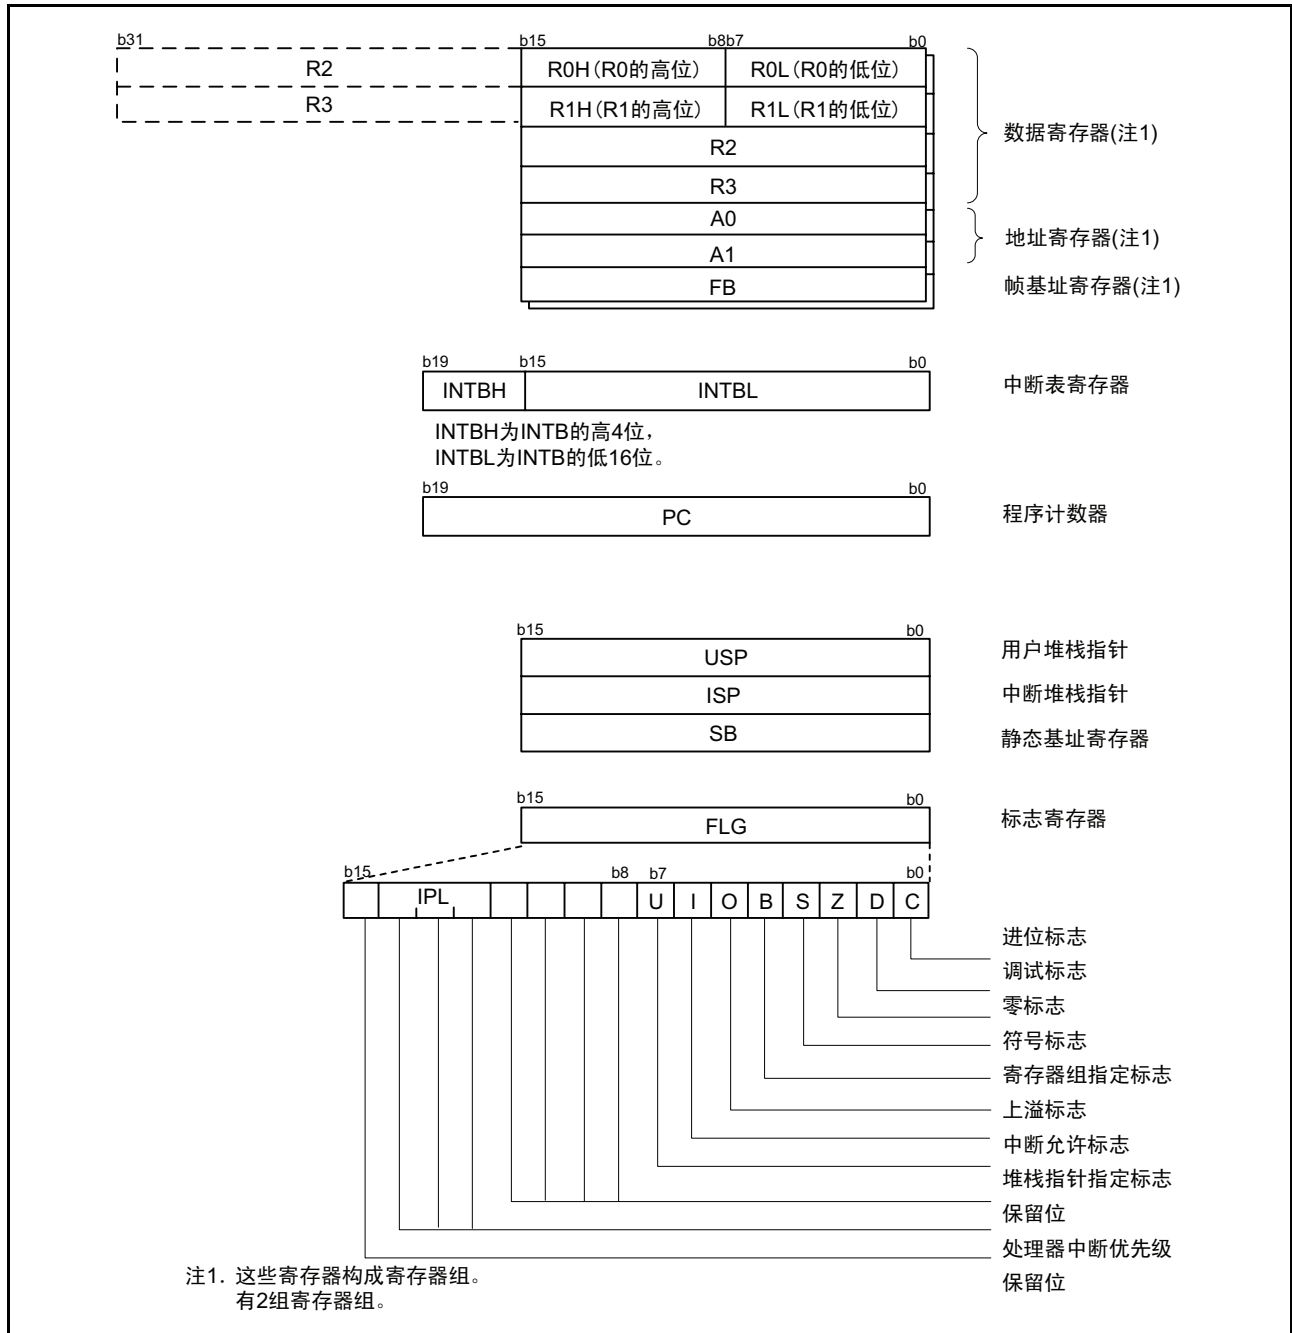 b31 b15 b8b7 b0
R2 R0H(R0的高位) R0L(R0的低位)
R3 R1H(R1的高位) R1L(R1的低位)
数据寄存器(注1)
R2
R3
A0
地址寄存器(注1)
A1
FB 帧基址寄存器(注1)
b19 b15 b0
INTBH INTBL 中断表寄存器
INTBH为INTB的高4位，
INTBL为INTB的低16位。
b19 b0
PC 程序计数器
b15 b0
USP 用户堆栈指针
ISP 中断堆栈指针
SB 静态基址寄存器
b15 b0
FLG 标志寄存器
b15 b8 b7 b0
IPL U I O B S Z D C
进位标志
调试标志
零标志
符号标志
寄存器组指定标志
上溢标志
中断允许标志
堆栈指针指定标志
保留位
处理器中断优先级
保留位
注1. 这些寄存器构成寄存器组。
有2组寄存器组。